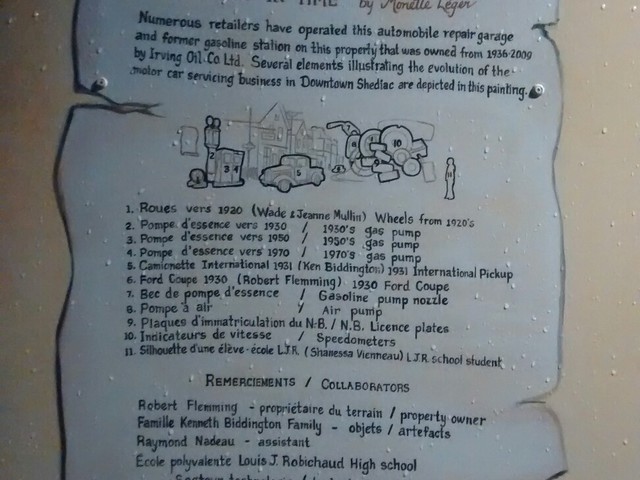 IN TIME by Monette Léger
Numerous retailers have operated this automobile repair garage
and former gasoline station on this property that was owned from 1936-2009
by Irving Oil Co Ltd. Several elements illustrating the evolution of the
motor car servicing business in Downtown Shediac are depicted in this painting.
2 3 4 5 10 9 11
1. Roues vers 1920 (Wade & Jeanne Mullin) Wheels from 1920's
2. Pompe d'essence vers 1930 / 1930's gas pump
3. Pompe d'essence vers 1950 / 1950's gas pump
4. Pompe d'essence vers 1970 / 1970's gas pump
5. Camionette International 1931 (Ken Biddington) 1931 International Pickup
6. Ford Coupe 1930 (Robert Flemming) 1930 Ford Coupe
7. Bec de pompe d'essence / Gasoline pump nozzle
8. Pompe à air / Air pump
9. Plaques d'immatriculation du N.B. / N.B. Licence plates
10. Indicateurs de vitesse / Speedometers
11. Silhouette d'une élève-école L.J.R. (Shanessa Vienneau) L.J.R. school student
REMERCIEMENTS / COLLABORATORS
Robert Flemming - propriétaire du terrain / property owner
Famille Kenneth Biddington Family - objets / artefacts
Raymond Nadeau - assistant
École polyvalente Louis J. Robichaud High school